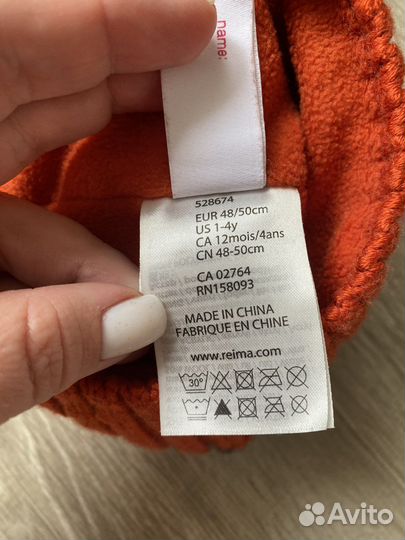 name:
528674
EUR 48/50cm
US 1-4y
CA 12mois/4ans
CN 48-50cm
CA 02764
RN158093
MADE IN CHINA
FABRIQUE EN CHINE
www.reima.com
30°
Avito